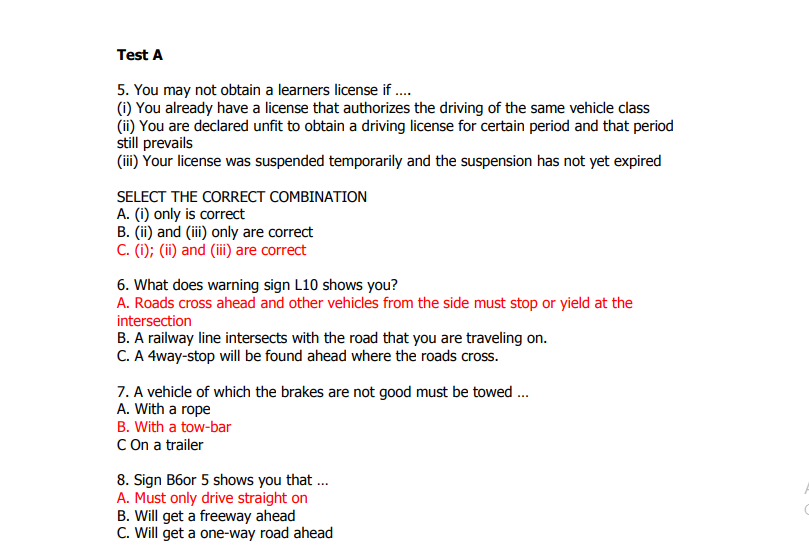 Test A
5. You may not obtain a learners license if ....
(i) You already have a license that authorizes the driving of the same vehicle class
(ii) You are declared unfit to obtain a driving license for certain period and that period
still prevails
(iii) Your license was suspended temporarily and the suspension has not yet expired
SELECT THE CORRECT COMBINATION
A. (i) only is correct
B. (ii) and (iii) only are correct
C. (i); (ii) and (iii) are correct
6. What does warning sign L10 shows you?
A. Roads cross ahead and other vehicles from the side must stop or yield at the
intersection
B. A railway line intersects with the road that you are traveling on.
C. A 4way-stop will be found ahead where the roads cross.
7. A vehicle of which the brakes are not good must be towed ...
A. With a rope
B. With a tow-bar
C On a trailer
8. Sign B6or 5 shows you that ...
A. Must only drive straight on
B. Will get a freeway ahead
C. Will get a one-way road ahead